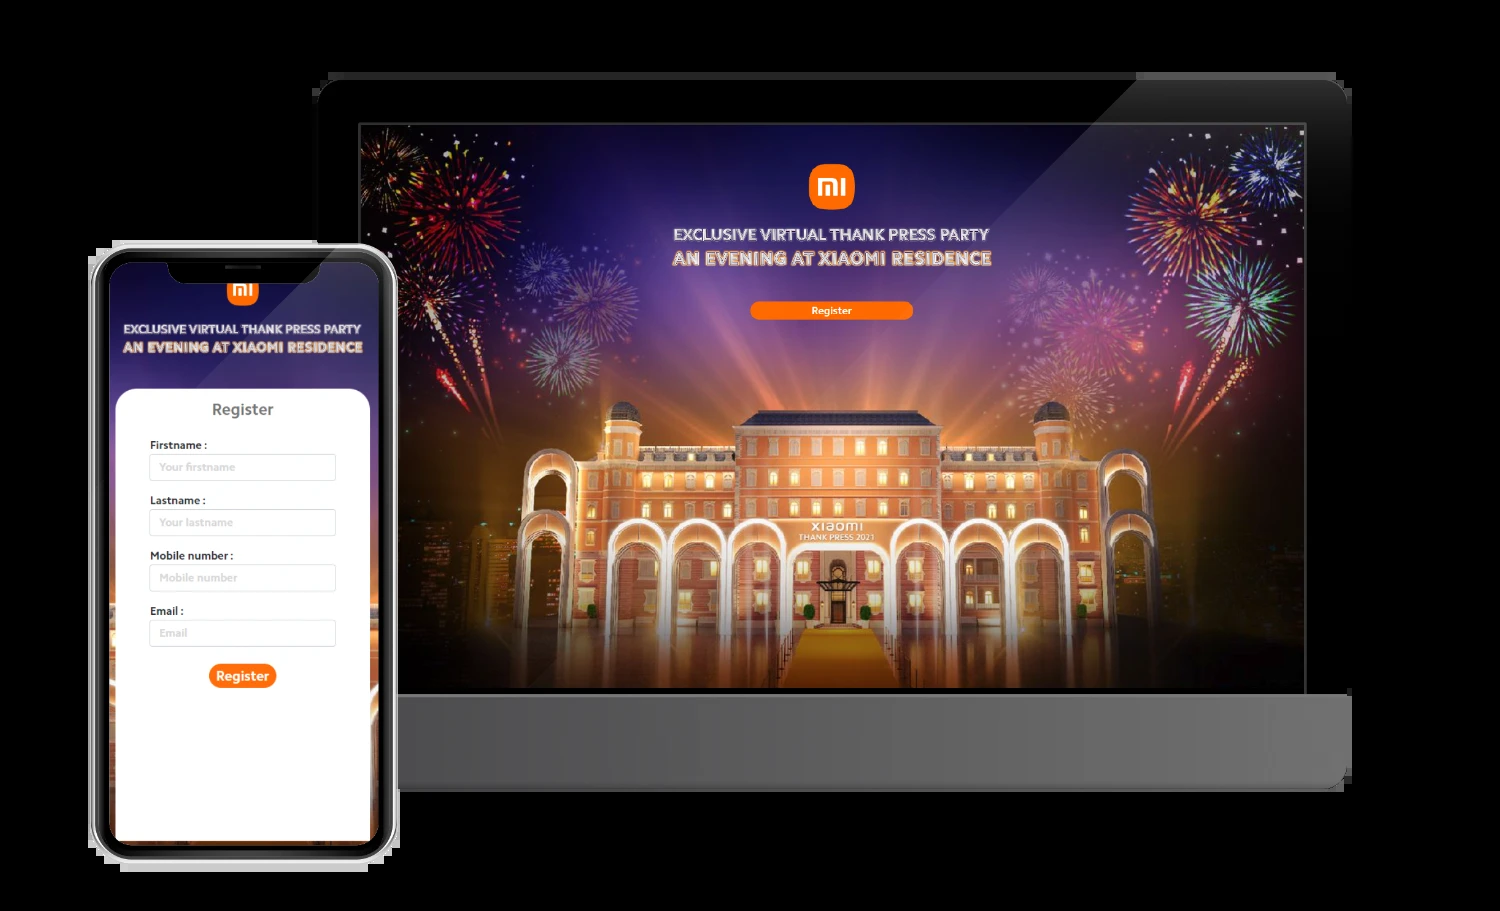 mi
EXCLUSIVE VIRTUAL THANK PRESS PARTY
AN EVENING AT XIAOMI RESIDENCE
Register
xiaomi
THANK PRESS 2021
mi
EXCLUSIVE VIRTUAL THANK PRESS PARTY
AN EVENING AT XIAOMI RESIDENCE
Register
Firstname :
Your firstname
Lastname :
Your lastname
Mobile number :
Mobile number
Email :
Email
Register